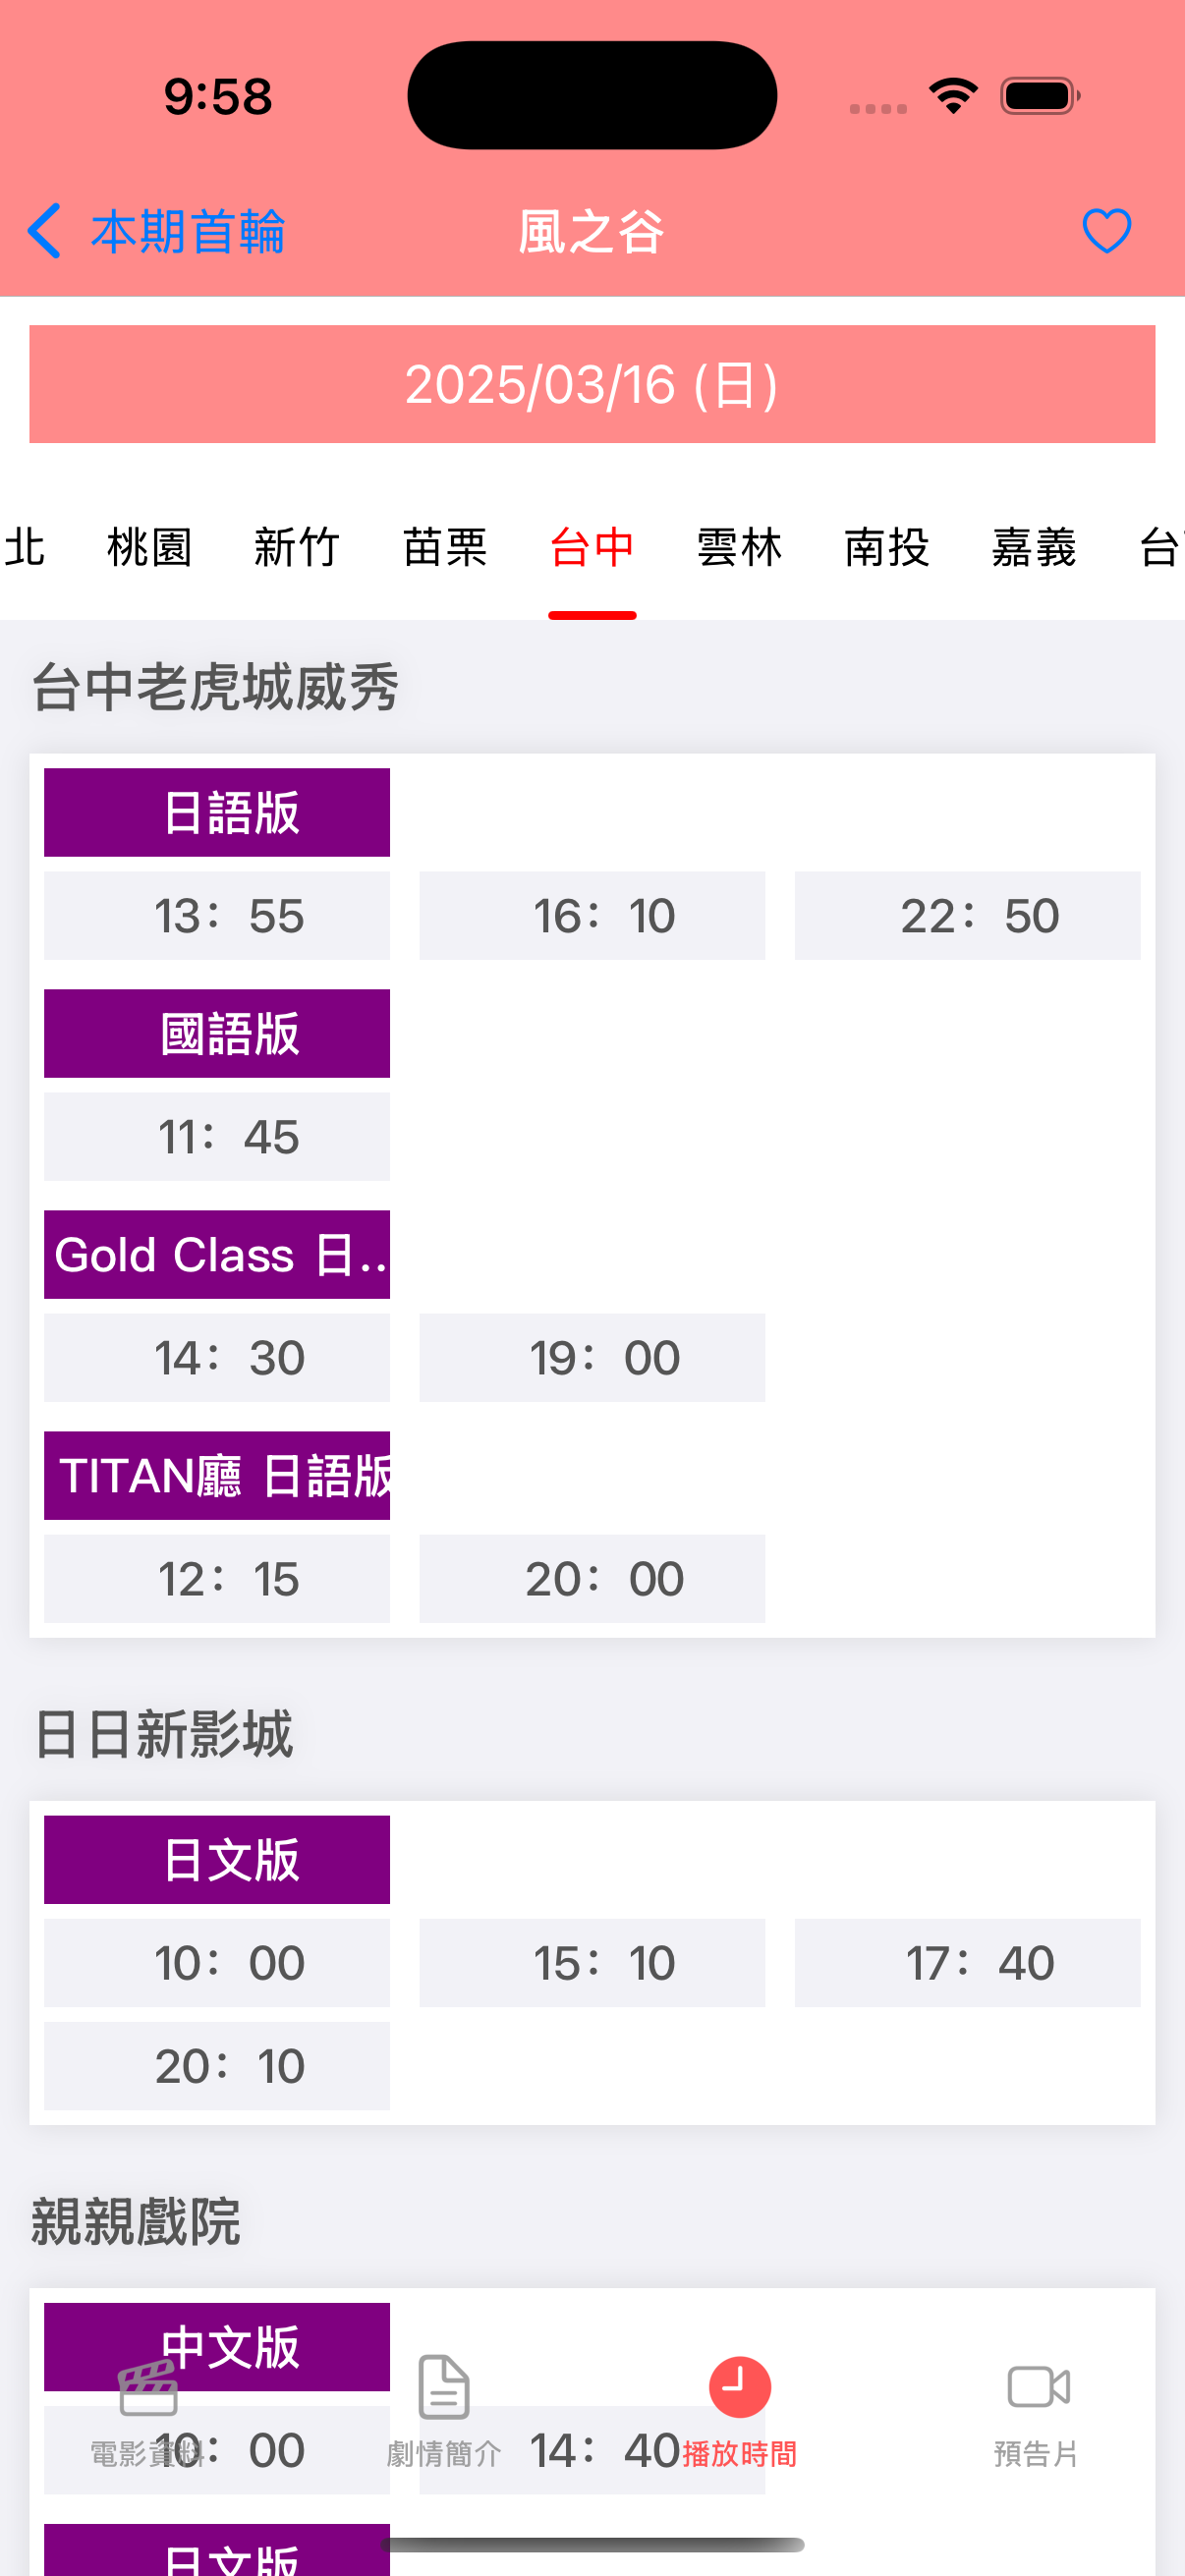 9:58
本期首輪 風之谷
2025/03/16 (日)
北 桃園 新竹 苗栗 台中 雲林 南投 嘉義 台
台中老虎城威秀
日語版
13： 55 16： 10 22： 50
國語版
11： 45
Gold Class 日..
14： 30 19： 00
TITAN廳 日語版
12： 15 20： 00
日日新影城
日文版
10： 00 15： 10 17： 40
20： 10
親親戲院
中文版
10： 00 14： 40
電影資料 劇情簡介 播放時間 預告片
日文版